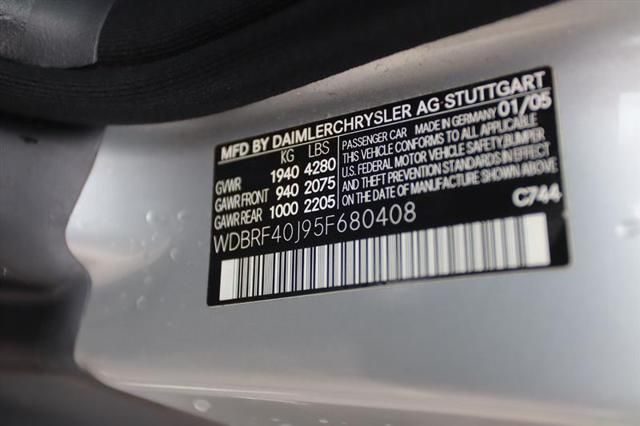 MFD BY DAIMLERCHRYSLER AG STUTTGART
KG LBS
GVWR 1940 4280
GAWR FRONT 940 2075
GAWR REAR 1000 2205
PASSENGER CAR MADE IN GERMANY 01/05
THIS VEHICLE CONFORMS TO ALL APPLICABLE
U.S. FEDERAL MOTOR VEHICLE SAFETY, BUMPER
AND THEFT PREVENTION STANDARDS IN EFFECT
ON THE DATE OF MANUFACTURE SHOWN ABOVE.
C744
WDBRF40J95F680408